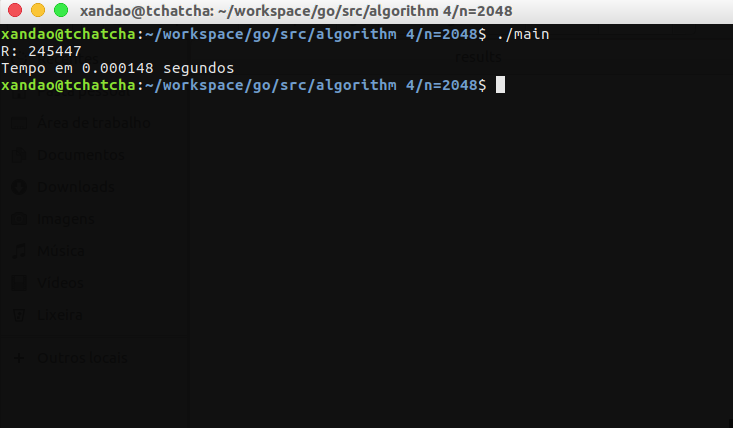 xandao@tchatcha: ~/workspace/go/src/algorithm 4/n=2048
xandao@tchatcha:~/workspace/go/src/algorithm 4/n=2048$ ./main
R: 245447
Tempo em 0.000148 segundos
xandao@tchatcha:~/workspace/go/src/algorithm 4/n=2048$
results
Área de trabalho
Documentos
Downloads
Imagens
Música
Vídeos
Lixeira
Outros locais